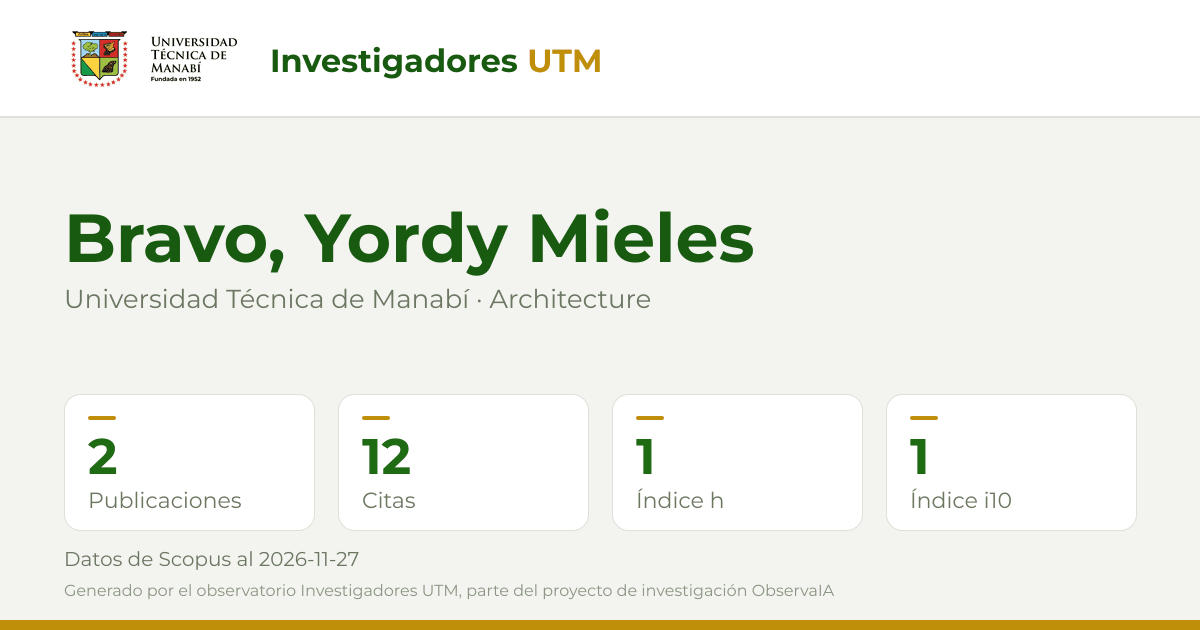 UNIVERSIDAD
TÉCNICA DE
MANABÍ
Fundada en 1952
Investigadores UTM
Bravo, Yordy Mieles
Universidad Técnica de Manabí · Architecture
2
Publicaciones
12
Citas
1
Índice h
1
Índice i10
Datos de Scopus al 2026-11-27
Generado por el observatorio Investigadores UTM, parte del proyecto de investigación ObservaIA